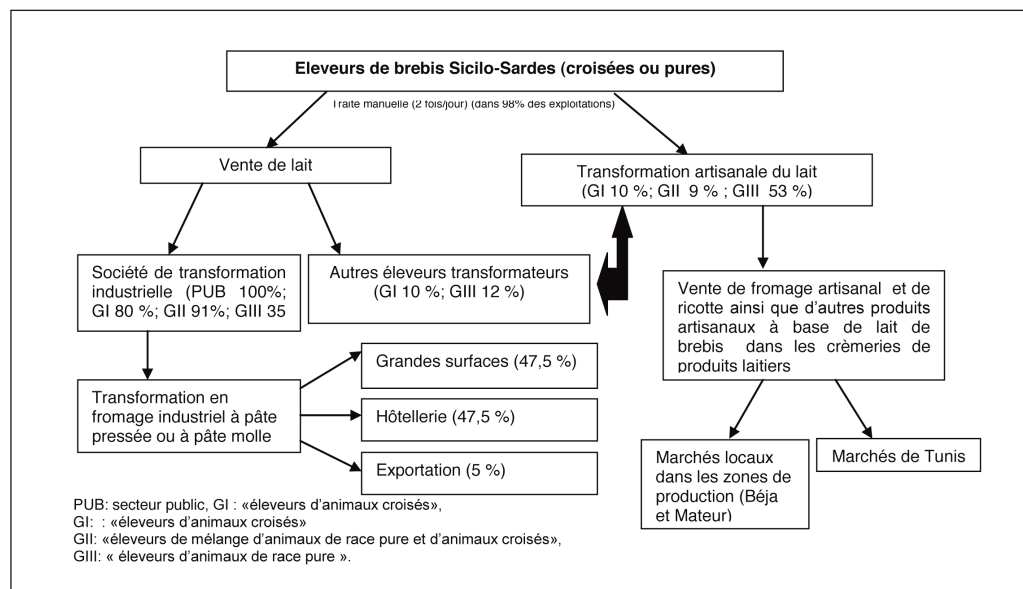 Eleveurs de brebis Sicilo-Sardes (croisées ou pures)
Traite manuelle (2 fois/jour) (dans 98% des exploitations)
Vente de lait
Transformation artisanale du lait
(GI 10 %; GII 9 % ; GIII 53 %)
Société de transformation
industrielle (PUB 100%;
GI 80 %; GII 91%; GIII 35
Autres éleveurs transformateurs
(GI 10 %; GIII 12 %)
Vente de fromage artisanal et de
ricotte ainsi que d'autres produits
artisanaux à base de lait de
brebis dans les crèmeries de
produits laitiers
Transformation en
fromage industriel à pâte
pressée ou à pâte molle
Grandes surfaces (47,5 %)
Hôtellerie (47,5 %)
Exportation (5 %)
Marchés locaux
dans les zones de
production (Béja
et Mateur)
Marchés de Tunis
PUB: secteur public, GI : «éleveurs d'animaux croisés»,
GI: : «éleveurs d'animaux croisés»
GII: «éleveurs de mélange d'animaux de race pure et d'animaux croisés»,
GIII: « éleveurs d'animaux de race pure ».